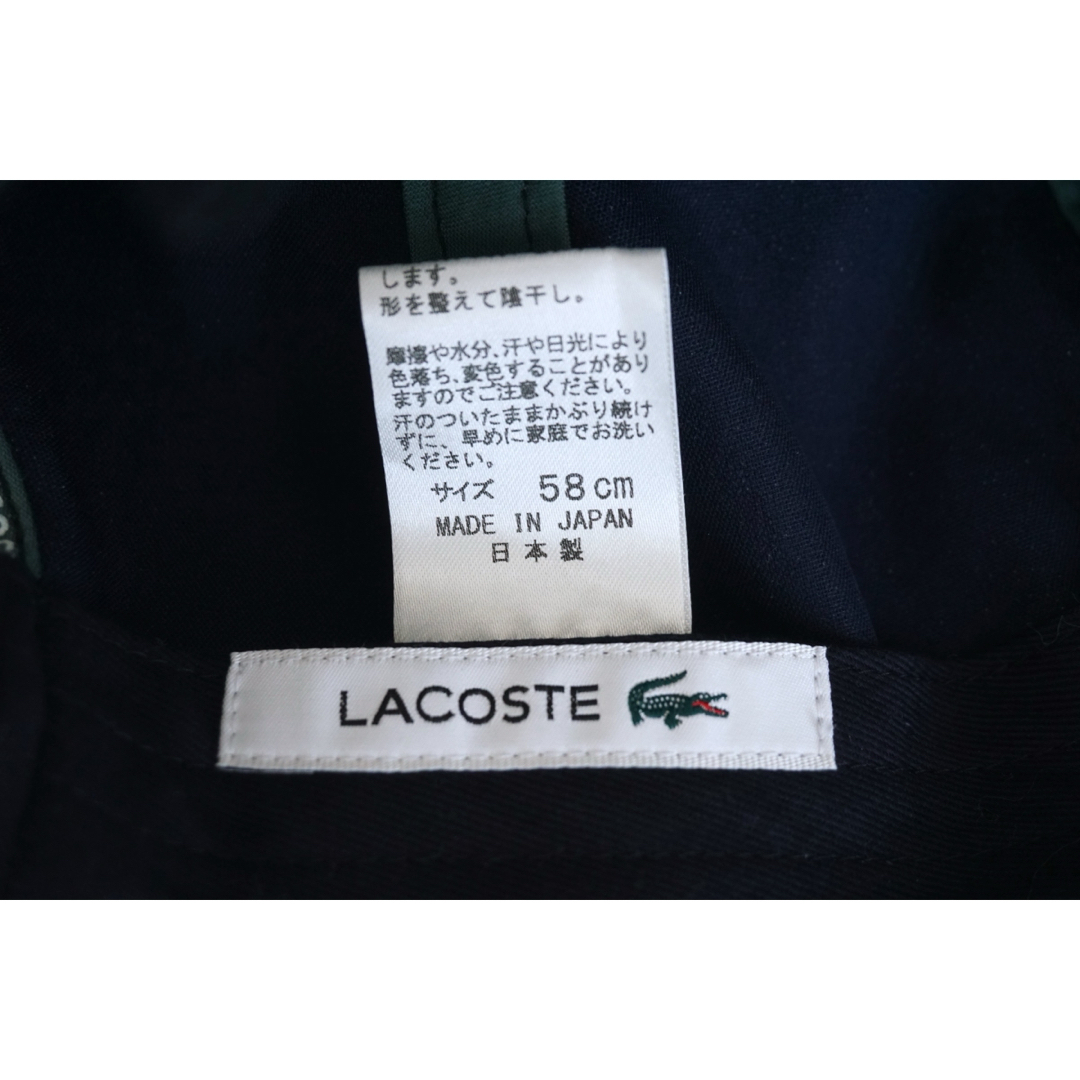 します。
形を整えて陰干し。
摩擦や水分、汗や日光により
色落ち、変色することがあり
ますのでご注意ください。
汗のついたままかぶり続け
ずに、早めに家庭でお洗い
ください。
サイズ 58cm
MADE IN JAPAN
日本製
LACOSTE